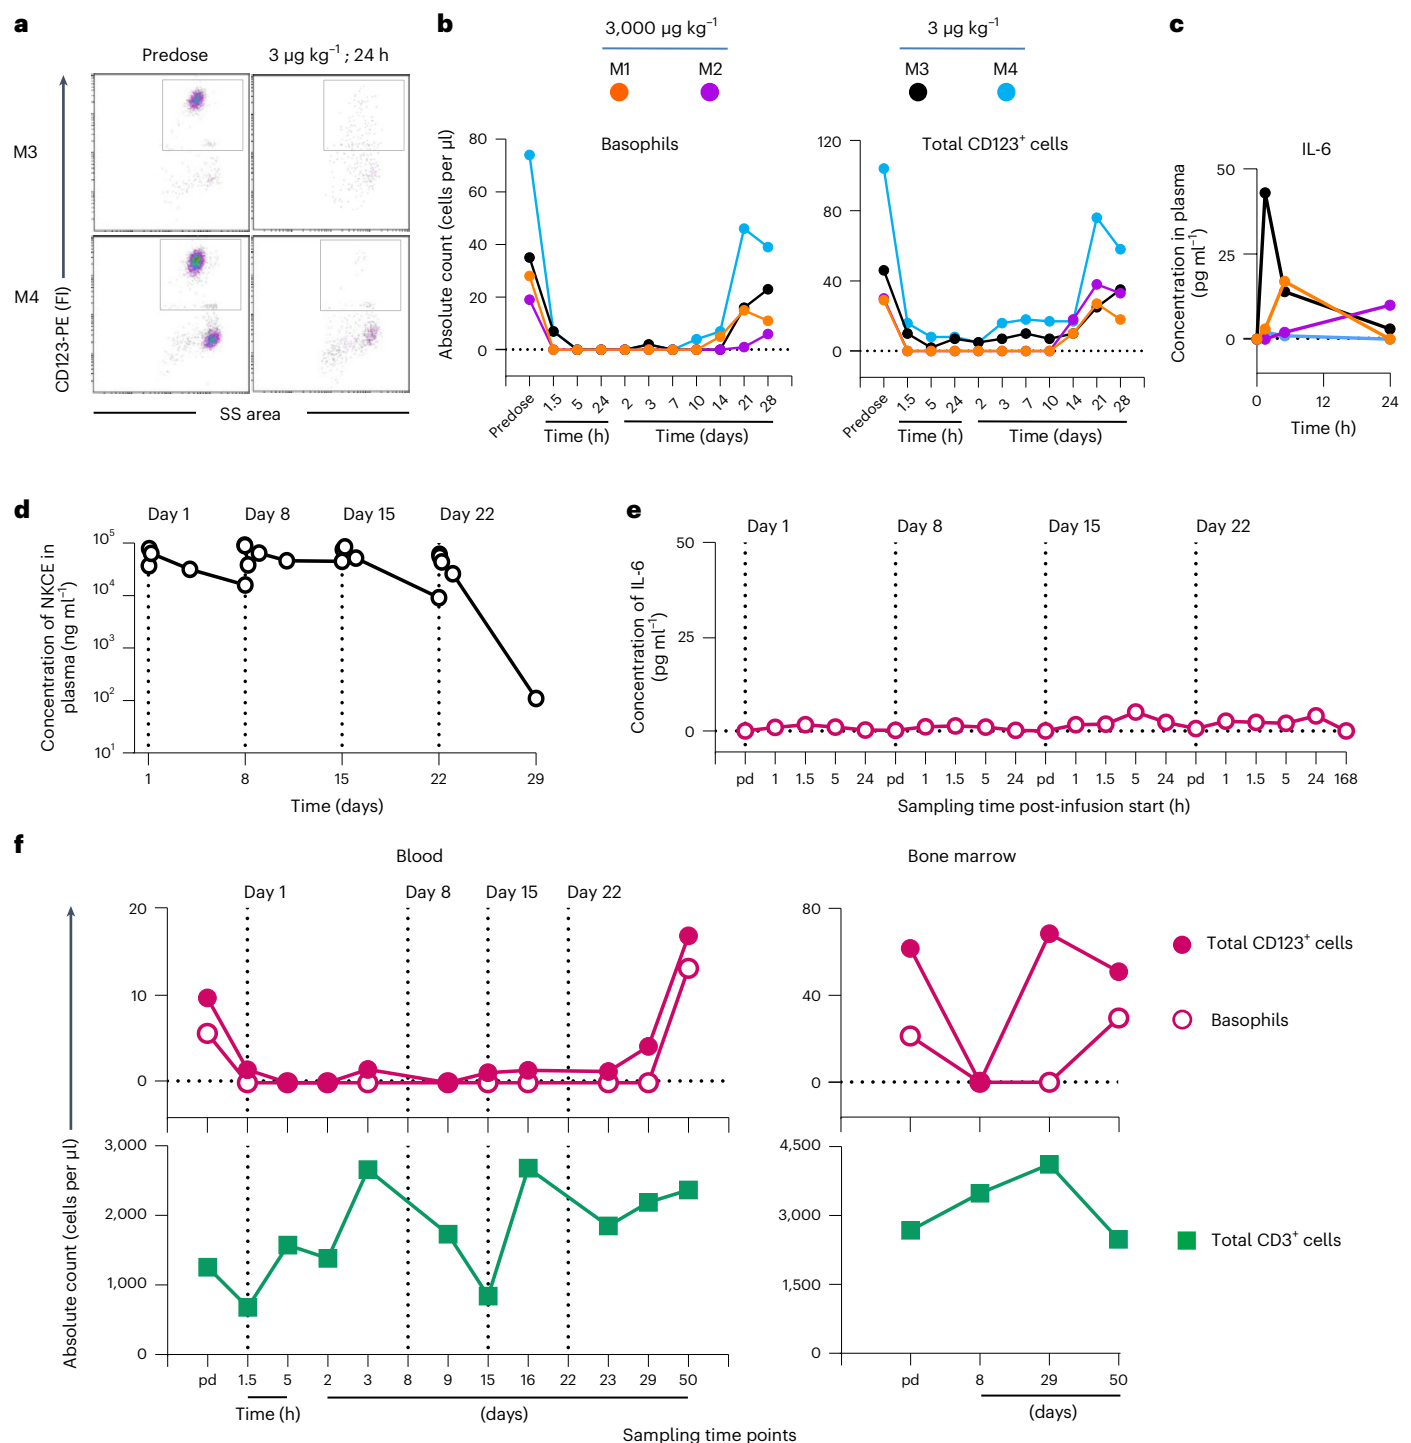 a
Predose
3 µg kg⁻¹ ; 24 h
M3
M4
CD123-PE (FI)
SS area
b
3,000 µg kg⁻¹
3 µg kg⁻¹
M1
M2
M3
M4
Basophils
Absolute count (cells per µl)
80
60
40
20
0
Predose
1.5
5
24
2
3
7
10
14
21
28
Time (h)
Time (days)
Total CD123⁺ cells
120
80
40
0
Predose
1.5
5
24
2
3
7
10
14
21
28
Time (h)
Time (days)
c
IL-6
Concentration in plasma
(pg ml⁻¹)
50
25
0
0
12
24
Time (h)
d
Day 1
Day 8
Day 15
Day 22
Concentration of NKCE in
plasma (ng ml⁻¹)
10⁵
10⁴
10³
10²
10¹
1
8
15
22
29
Time (days)
e
Day 1
Day 8
Day 15
Day 22
Concentration of IL-6
(pg ml⁻¹)
50
25
0
pd
1
1.5
5
24
pd
1
1.5
5
24
pd
1
1.5
5
24
pd
1
1.5
5
24
168
Sampling time post-infusion start (h)
f
Blood
Bone marrow
Day 1
Day 8
Day 15
Day 22
20
10
0
80
40
0
Total CD123⁺ cells
Basophils
Absolute count (cells per µl)
3,000
2,000
1,000
0
4,500
3,000
1,500
0
Total CD3⁺ cells
pd
1.5
5
2
3
8
9
15
16
22
23
29
50
Time (h)
(days)
pd
8
29
50
(days)
Sampling time points